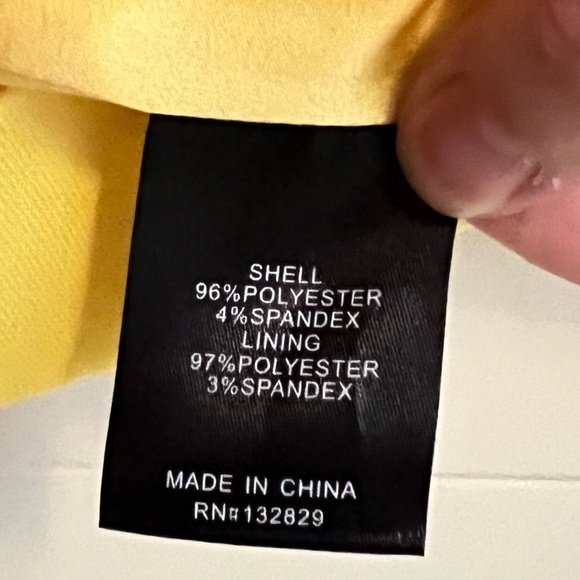 SHELL
96%POLYESTER
4%SPANDEX
LINING
97%POLYESTER
3%SPANDEX
MADE IN CHINA
RN#132829